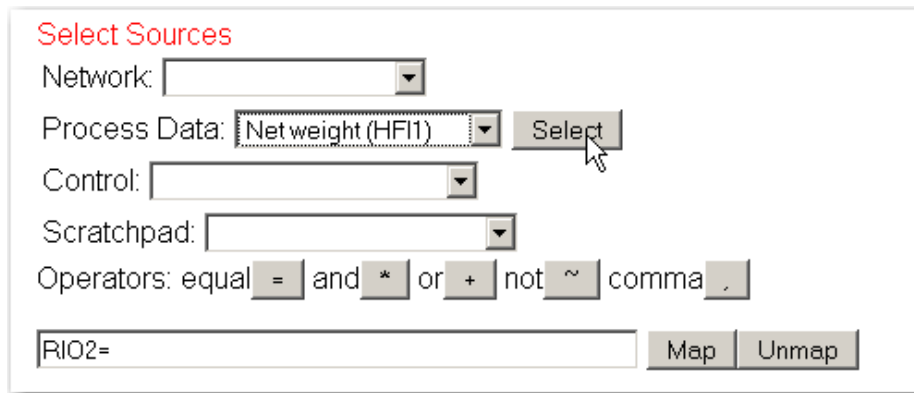 Select Sources
Network:
Process Data: Net weight (HFI1) Select
Control:
Scratchpad:
Operators: equal = and * or + not ~ comma ,
RIO2= Map Unmap